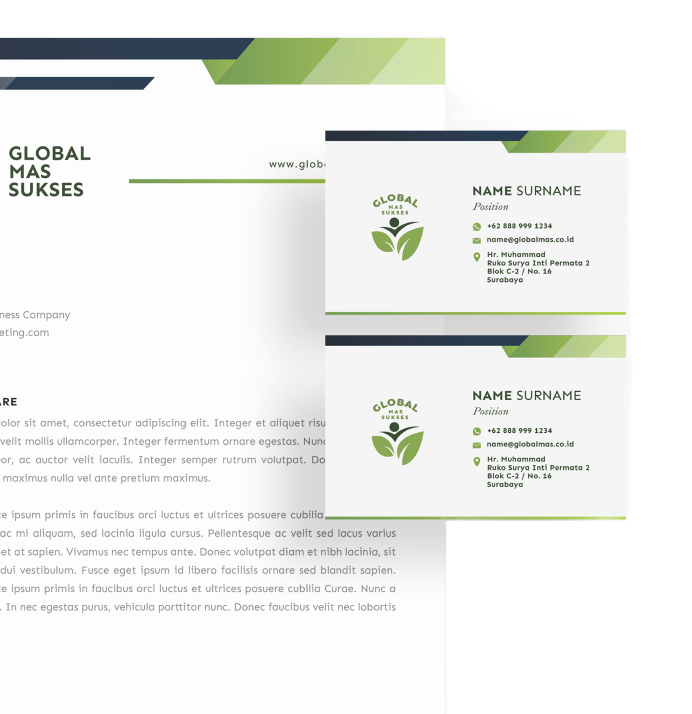 GLOBAL
MAS
SUKSES
www.glob
ness Company
eting.com
ARE
dolor sit amet, consectetur adipiscing elit. Integer et aliquet risu
velit mollis ullamcorper. Integer fermentum ornare egestas. Nunc
or, ac auctor velit iaculis. Integer semper rutrum volutpat. Do
maximus nulla vel ante pretium maximus.
te ipsum primis in faucibus orci luctus et ultrices posuere cubilia
ac mi aliquam, sed lacinia ligula cursus. Pellentesque ac velit sed lacus varius
et at sapien. Vivamus nec tempus ante. Donec volutpat diam et nibh lacinia, sit
dui vestibulum. Fusce eget ipsum id libero facilisis ornare sed blandit sapien.
te ipsum primis in faucibus orci luctus et ultrices posuere cubilia Curae. Nunc a
. In nec egestas purus, vehicula porttitor nunc. Donec faucibus velit nec lobortis
GLOBAL
MAS
SUKSES
NAME SURNAME
Position
+62 888 999 1234
name@globalmas.co.id
Hr. Muhammad
Ruko Surya Inti Permata 2
Blok C-2 / No. 16
Surabaya
GLOBAL
MAS
SUKSES
NAME SURNAME
Position
+62 888 999 1234
name@globalmas.co.id
Hr. Muhammad
Ruko Surya Inti Permata 2
Blok C-2 / No. 16
Surabaya